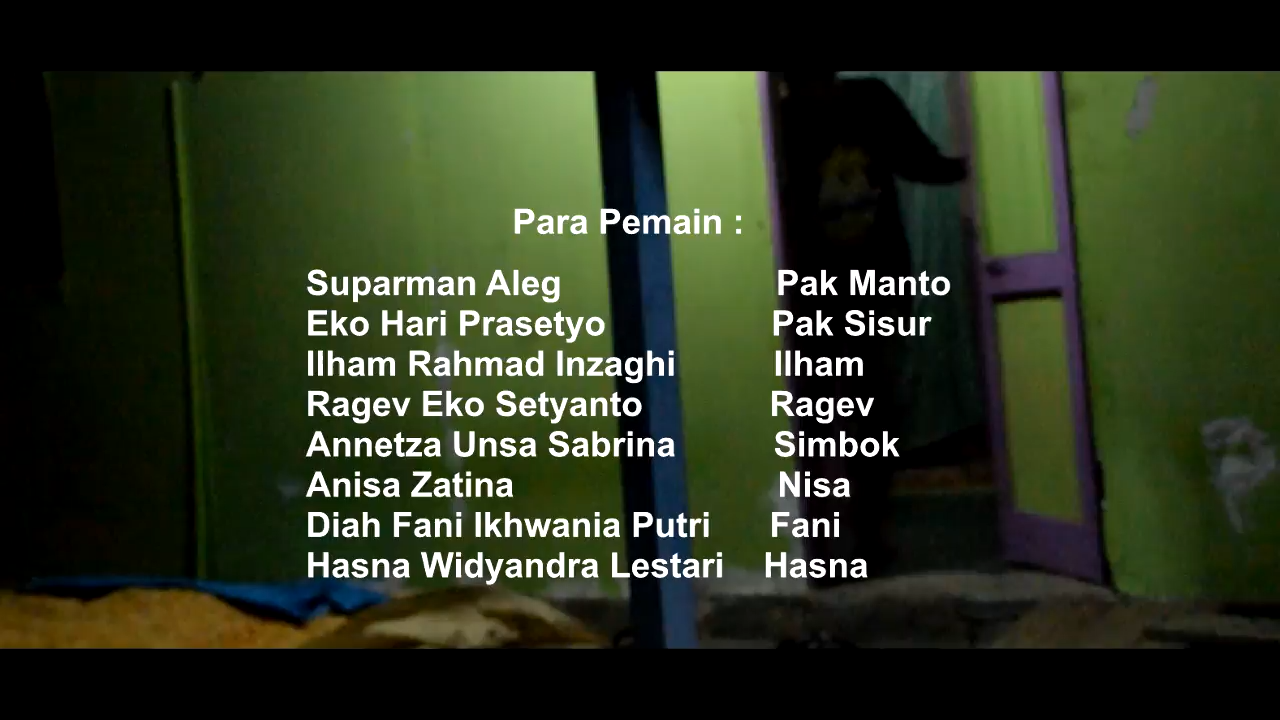 Para Pemain :
Suparman Aleg Pak Manto
Eko Hari Prasetyo Pak Sisur
Ilham Rahmad Inzaghi Ilham
Ragev Eko Setyanto Ragev
Annetza Unsa Sabrina Simbok
Anisa Zatina Nisa
Diah Fani Ikhwania Putri Fani
Hasna Widyandra Lestari Hasna